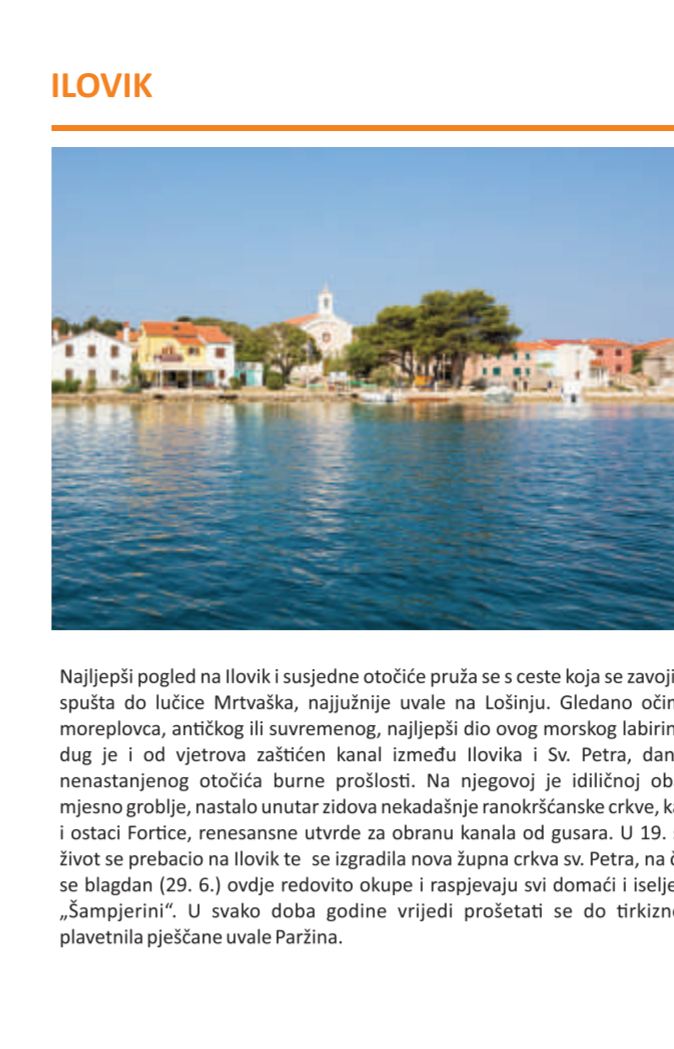 ILOVIK
Najljepši pogled na Ilovik i susjedne otočiće pruža se s ceste koja se zavoji
spušta do lučice Mrtvaška, najjužnije uvale na Lošinju. Gledano očin
moreplovca, antičkog ili suvremenog, najljepši dio ovog morskog labirin
dug je i od vjetrova zaštićen kanal između Ilovika i Sv. Petra, dan
nenastanjenog otočića burne prošlosti. Na njegovoj je idiličnoj ob
mjesno groblje, nastalo unutar zidova nekadašnje ranokršćanske crkve, ka
i ostaci Fortice, renesansne utvrde za obranu kanala od gusara. U 19. s
život se prebacio na Ilovik te  se izgradila nova župna crkva sv. Petra, na č
se blagdan (29. 6.) ovdje redovito okupe i raspjevaju svi domaći i iselje
„Šampjerini“. U svako doba godine vrijedi prošetati se do tirkizno
plavetnila pješčane uvale Paržina.